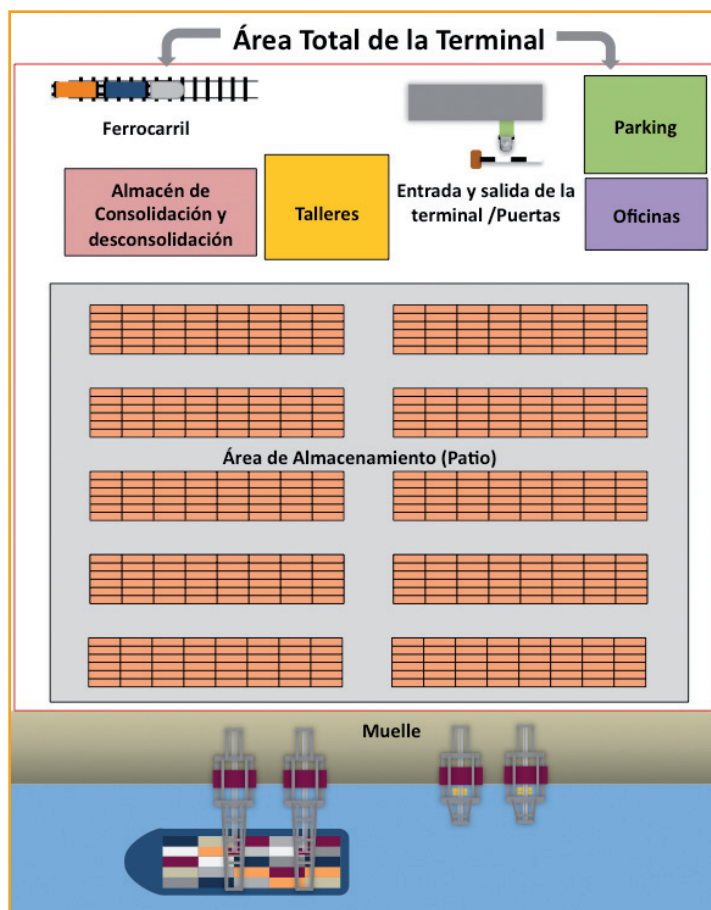 Área Total de la Terminal
Ferrocarril
Parking
Almacén de
Consolidación y
desconsolidación
Talleres
Entrada y salida de la
terminal /Puertas
Oficinas
Área de Almacenamiento (Patio)
Muelle